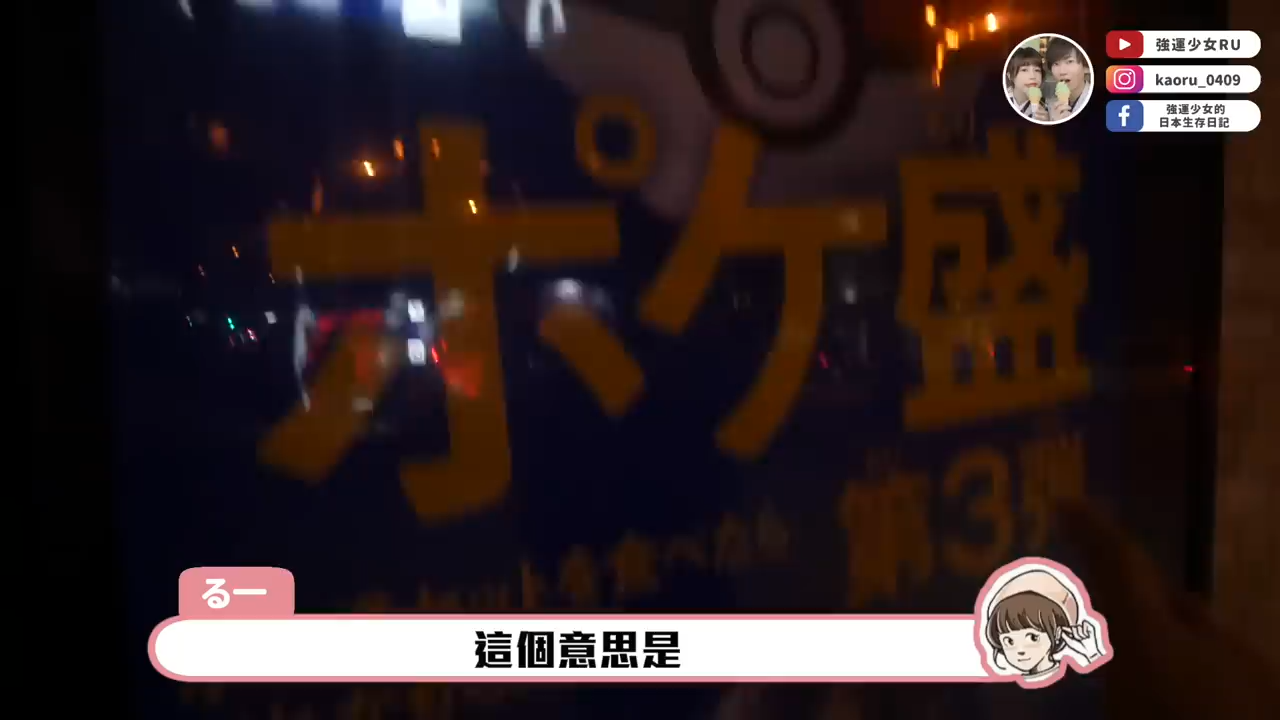 強運少女RU
kaoru_0409
強運少女的
日本生存日記
ポケ盛
第3弾
るー
這個意思是